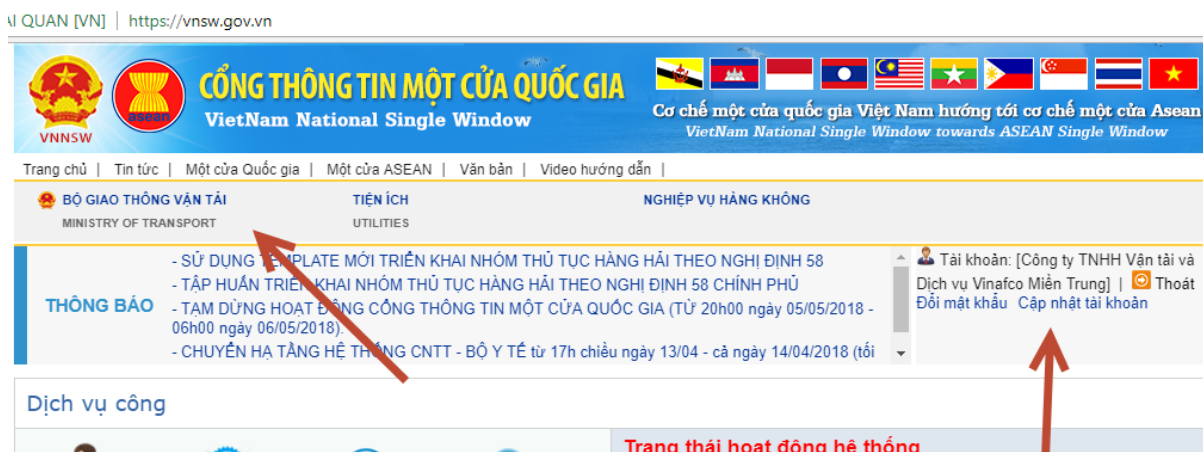 AI QUAN [VN] | https://vnsw.gov.vn
CỔNG THÔNG TIN MỘT CỬA QUỐC GIA
VietNam National Single Window
Cơ chế một cửa quốc gia Việt Nam hướng tới cơ chế một cửa Asean
VietNam National Single Window towards ASEAN Single Window
asean
VNNSW
Trang chủ | Tin tức | Một cửa Quốc gia | Một cửa ASEAN | Văn bản | Video hướng dẫn |
BỘ GIAO THÔNG VẬN TẢI TIỆN ÍCH NGHIỆP VỤ HÀNG KHÔNG
MINISTRY OF TRANSPORT UTILITIES
THÔNG BÁO
- SỬ DỤNG TEMPLATE MỚI TRIỂN KHAI NHÓM THỦ TỤC HÀNG HẢI THEO NGHỊ ĐỊNH 58
- TẬP HUẤN TRIỂN KHAI NHÓM THỦ TỤC HÀNG HẢI THEO NGHỊ ĐỊNH 58 CHÍNH PHỦ
- TẠM DỪNG HOẠT ĐỘNG CỔNG THÔNG TIN MỘT CỬA QUỐC GIA (TỪ 20h00 ngày 05/05/2018 -
06h00 ngày 06/05/2018).
- CHUYỂN HẠ TẦNG HỆ THỐNG CNTT - BỘ Y TẾ từ 17h chiều ngày 13/04 - cả ngày 14/04/2018 (tối
Tài khoản: [Công ty TNHH Vận tải và
Dịch vụ Vinafco Miền Trung] | Thoát
Đổi mật khẩu Cập nhật tài khoản
Dịch vụ công
Trạng thái hoạt động hệ thống